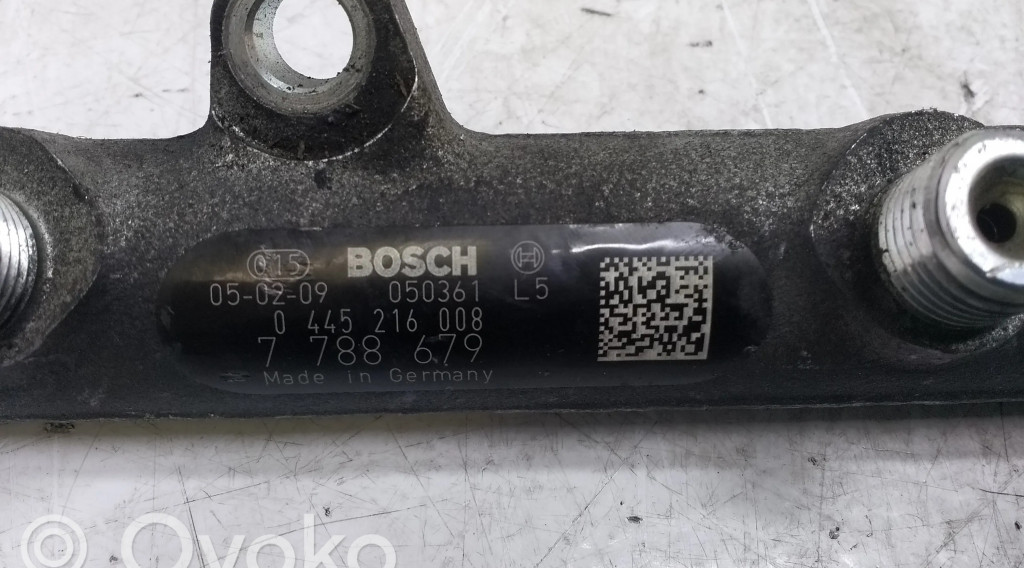 015 BOSCH
05-02-09 050361 L5
0 445 216 008
7 788 679
Made in Germany
© Ovoko